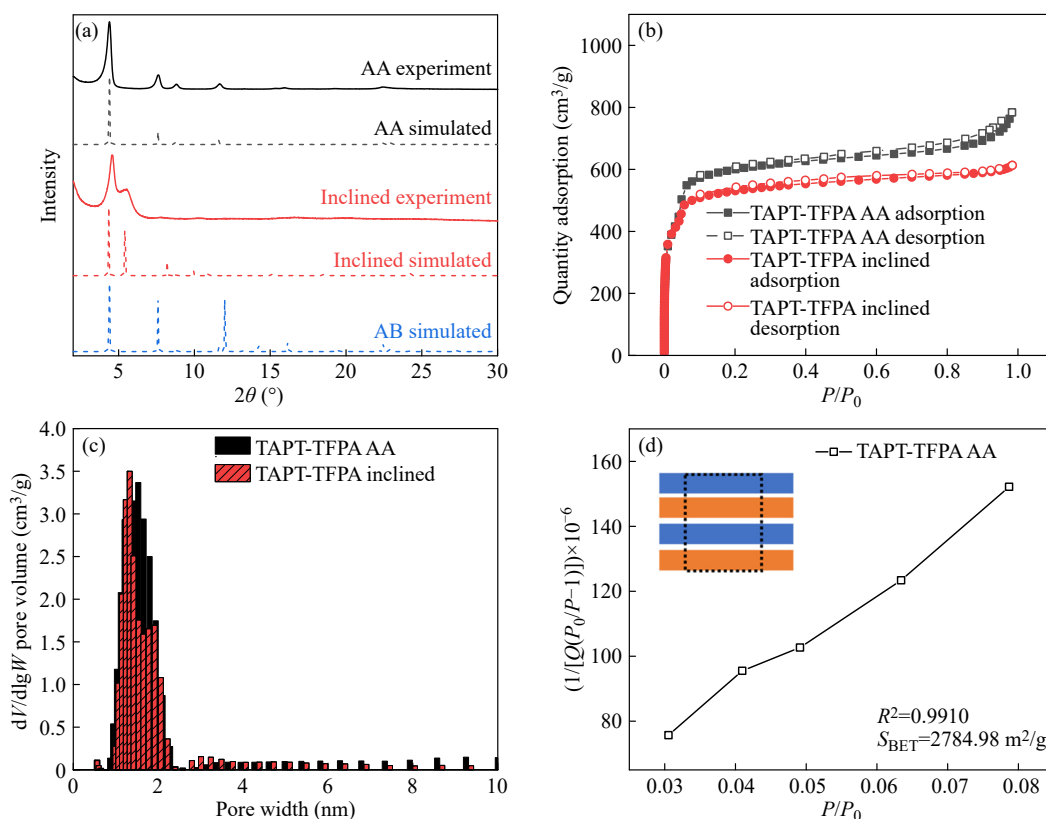 (a)
AA experiment
AA simulated
Inclined experiment
Inclined simulated
AB simulated
Intensity
5 10 15 20 25 30
2θ (°)
(b)
1000
800
600
400
200
0
Quantity adsorption (cm³/g)
TAPT-TFPA AA adsorption
TAPT-TFPA AA desorption
TAPT-TFPA inclined
adsorption
TAPT-TFPA inclined
desorption
0 0.2 0.4 0.6 0.8 1.0
P/P₀
(c)
TAPT-TFPA AA
TAPT-TFPA inclined
4.0
3.5
3.0
2.5
2.0
1.5
1.0
0.5
0
dV/dlgW pore volume (cm³/g)
0 2 4 6 8 10
Pore width (nm)
(d)
TAPT-TFPA AA
160
140
120
100
80
(1/[Q(P₀/P−1)])×10⁻⁶
R²=0.9910
S_BET=2784.98 m²/g
0.03 0.04 0.05 0.06 0.07 0.08
P/P₀